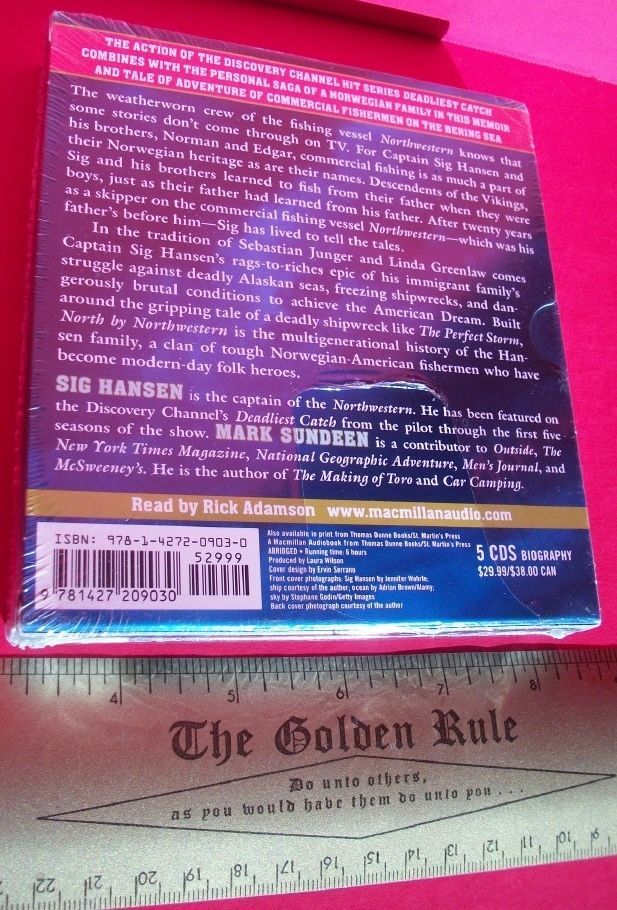 THE ACTION OF THE DISCOVERY CHANNEL HIT SERIES DEADLIEST CATCH
COMBINES WITH THE PERSONAL SAGA OF A NORWEGIAN FAMILY IN THIS MEMOIR
AND TALE OF ADVENTURE OF COMMERCIAL FISHERMEN ON THE BERING SEA
The weatherworn crew of the fishing vessel Northwestern knows that
some stories don't come through on TV. For Captain Sig Hansen and
his brothers, Norman and Edgar, commercial fishing is as much a part of
their Norwegian heritage as are their names. Descendents of the Vikings,
Sig and his brothers learned to fish from their father when they were
boys, just as their father had learned from his father. After twenty years
as a skipper on the commercial fishing vessel Northwestern—which was his
father's before him—Sig has lived to tell the tales.
In the tradition of Sebastian Junger and Linda Greenlaw comes
Captain Sig Hansen's rags-to-riches epic of his immigrant family's
struggle against deadly Alaskan seas, freezing shipwrecks, and dan-
gerously brutal conditions to achieve the American Dream. Built
around the gripping tale of a deadly shipwreck like The Perfect Storm,
North by Northwestern is the multigenerational history of the Han-
sen family, a clan of tough Norwegian-American fishermen who have
become modern-day folk heroes.
SIG HANSEN is the captain of the Northwestern. He has been featured on
the Discovery Channel's Deadliest Catch from the pilot through the first five
seasons of the show. MARK SUNDEEN is a contributor to Outside, The
New York Times Magazine, National Geographic Adventure, Men's Journal, and
McSweeney's. He is the author of The Making of Toro and Car Camping.
Read by Rick Adamson www.macmillanaudio.com
ISBN: 978-1-4272-0903-0
52999
9 781427 209030
Also available in print from Thomas Dunne Books/St. Martin's Press
A Macmillan Audiobook from Thomas Dunne Books/St. Martin's Press
ABRIDGED • Running time: 6 hours
Produced by Laura Wilson
Cover design by Ervin Serrano
Front cover photographs: Sig Hansen by Jennifer Wohrle;
ship courtesy of the author; ocean by Adrian Brown/Alamy;
sky by Stephane Godin/Getty Images
Back cover photograph courtesy of the author
5 CDS BIOGRAPHY
$29.99/$38.00 CAN
4 5 6 7 8
The Golden Rule
Do unto others,
as you would have them do unto you . . .
22 21 20 19 18 17 16 15 14 13 12 11 10 9